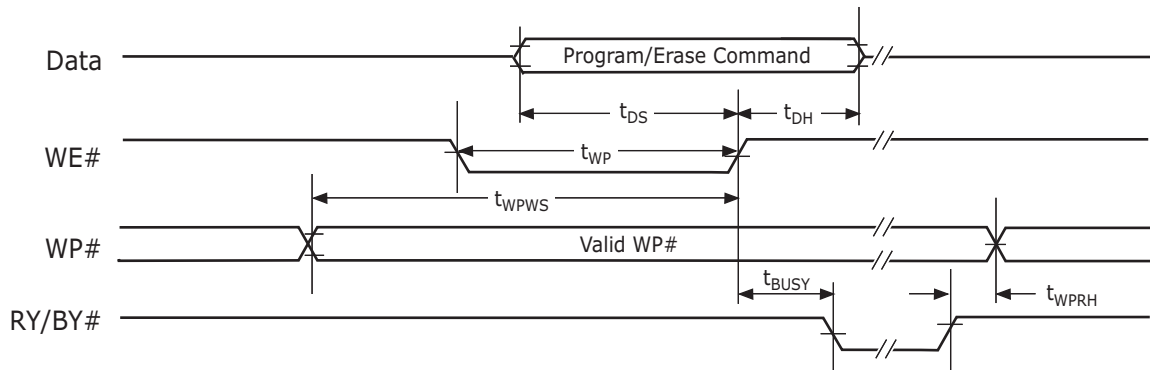 Data
Program/Erase Command
tDS
tDH
WE#
tWP
tWPWS
WP#
Valid WP#
tBUSY
tWPRH
RY/BY#